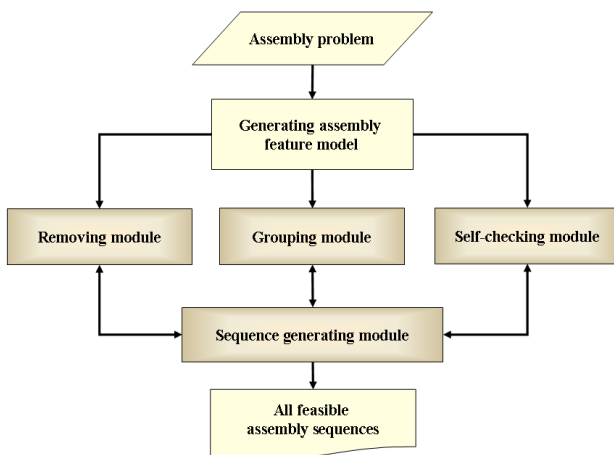 Assembly problem
Generating assembly
feature model
Removing module
Grouping module
Self-checking module
Sequence generating module
All feasible
assembly sequences